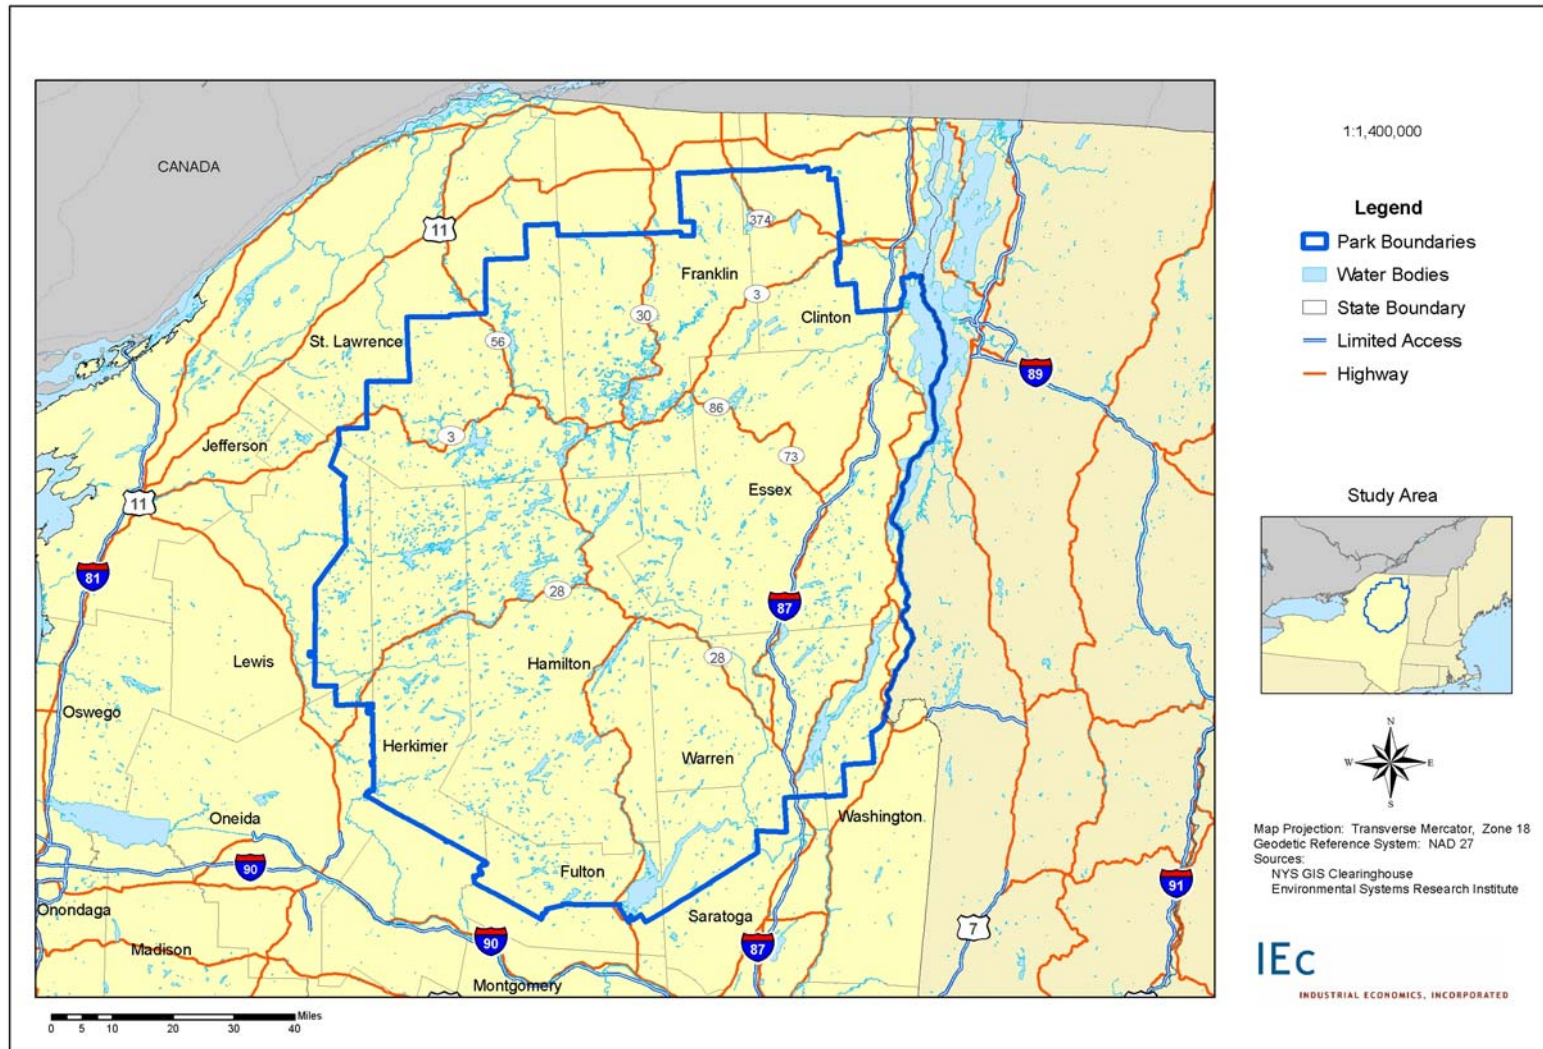 CANADA
11
374
Franklin
3
30
Clinton
St. Lawrence
56
89
86
3
Jefferson
73
Essex
11
81
28
87
Lewis
Hamilton
28
Oswego
Herkimer
Warren
Oneida
Washington
90
Fulton
91
Onondaga
Saratoga
7
Madison
90
87
Montgomery
Miles
0 5 10 20 30 40
1:1,400,000
Legend
Park Boundaries
Water Bodies
State Boundary
Limited Access
Highway
Study Area
N
W E
S
Map Projection: Transverse Mercator, Zone 18
Geodetic Reference System: NAD 27
Sources:
NYS GIS Clearinghouse
Environmental Systems Research Institute
IEc
INDUSTRIAL ECONOMICS, INCORPORATED